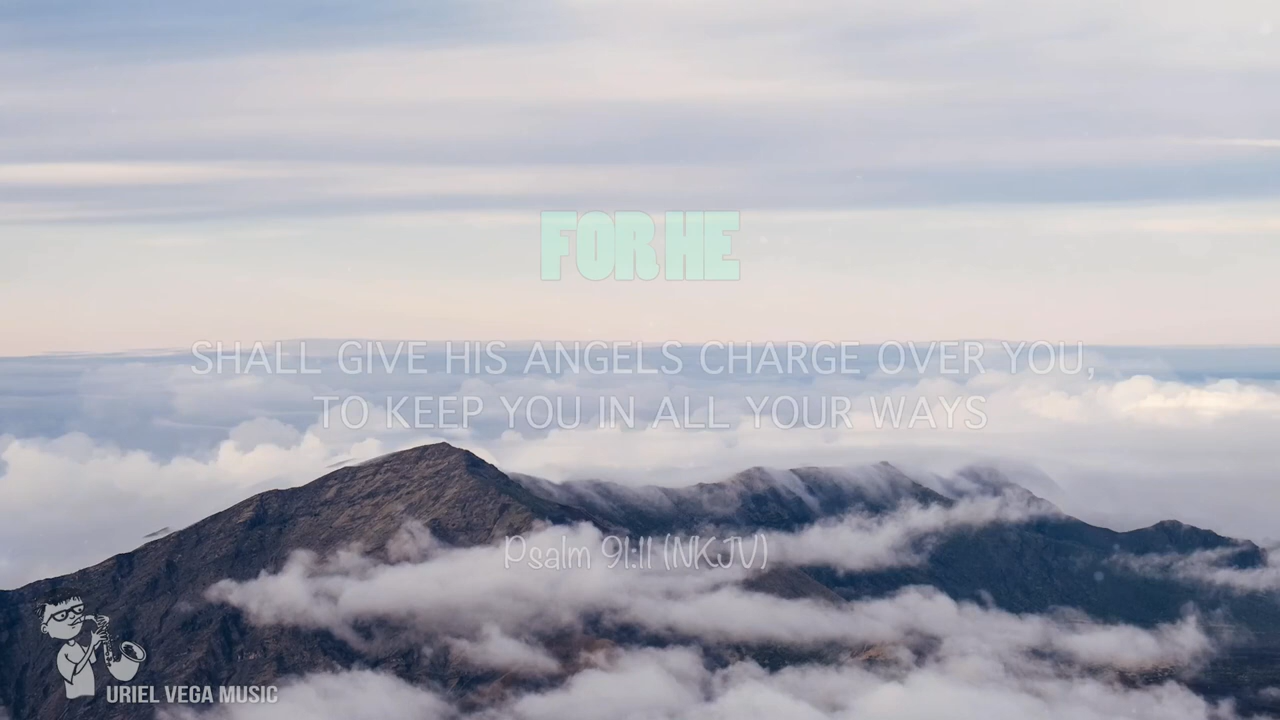 FOR HE
SHALL GIVE HIS ANGELS CHARGE OVER YOU,
TO KEEP YOU IN ALL YOUR WAYS
Psalm 91:11 (NKJV)
URIEL VEGA MUSIC